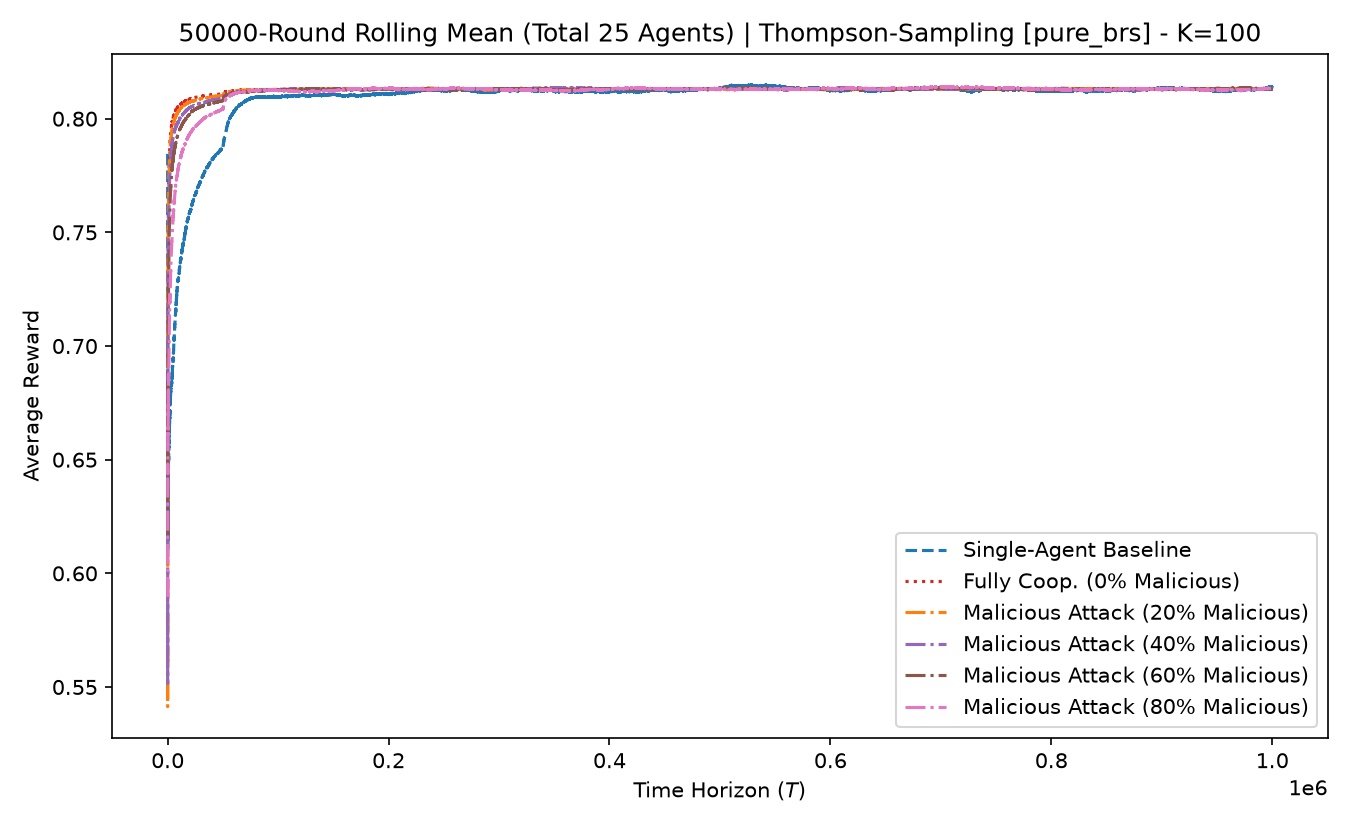 50000-Round Rolling Mean (Total 25 Agents) | Thompson-Sampling [pure_brs] - K=100
Average Reward
0.80
0.75
0.70
0.65
0.60
0.55
0.0
0.2
0.4
0.6
0.8
1.0
1e6
Time Horizon (T)
Single-Agent Baseline
Fully Coop. (0% Malicious)
Malicious Attack (20% Malicious)
Malicious Attack (40% Malicious)
Malicious Attack (60% Malicious)
Malicious Attack (80% Malicious)